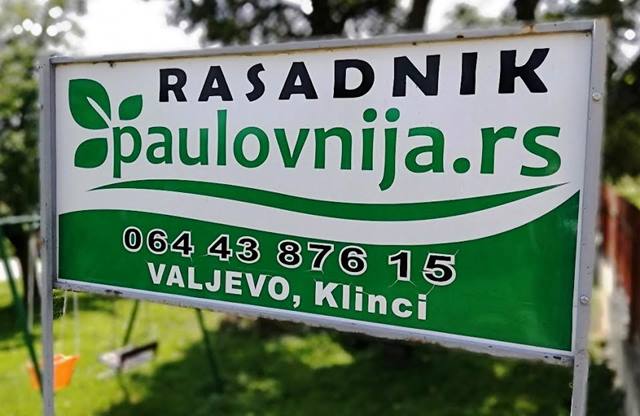 RASADNIK
paulovnija.rs
064 43 876 15
VALJEVO, Klinci